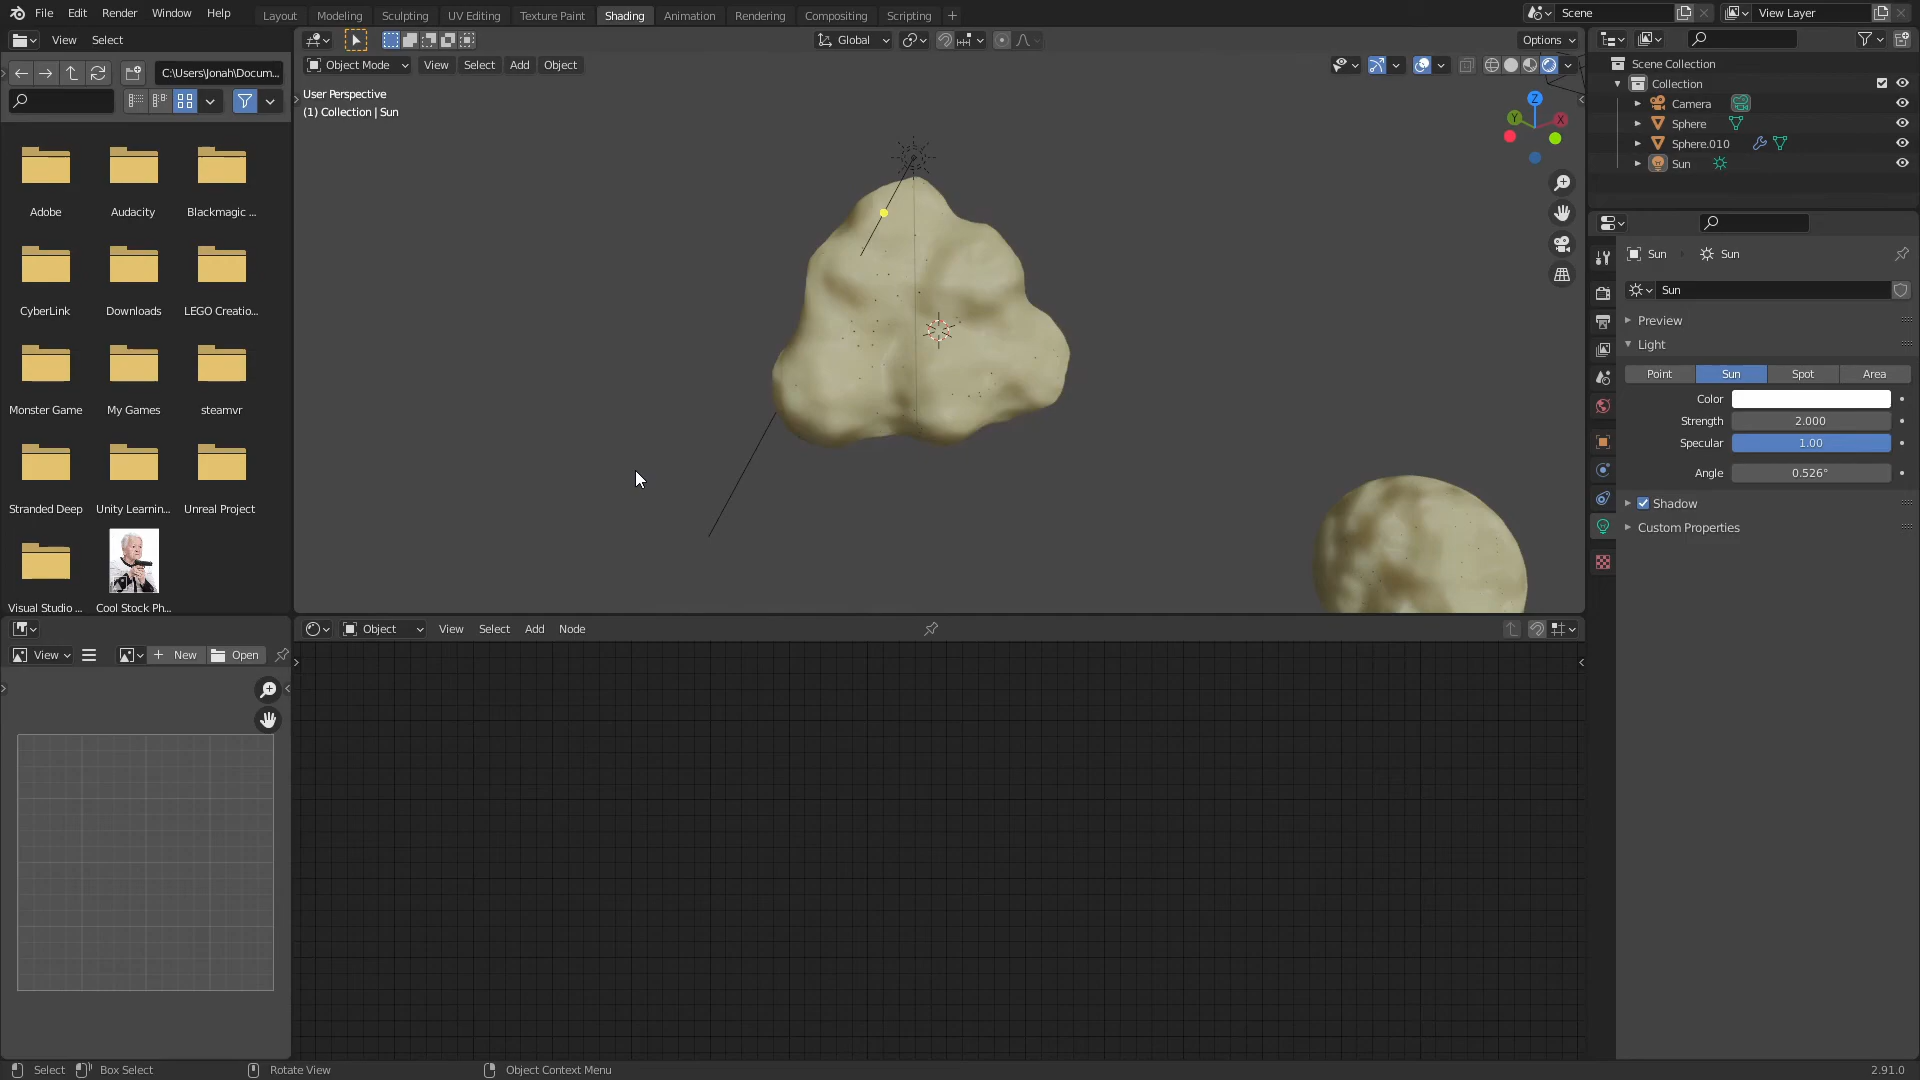 File Edit Render Window Help
Layout Modeling Sculpting UV Editing Texture Paint Shading Animation Rendering Compositing Scripting
Scene
View Layer
View Select
Global
Options
C:\Users\Jonah\Docum...
Object Mode View Select Add Object
User Perspective
(1) Collection | Sun
Z
Y
X
Scene Collection
Collection
Camera
Sphere
Sphere.010
Sun
Adobe Audacity Blackmagic ...
CyberLink Downloads LEGO Creatio...
Monster Game My Games steamvr
Stranded Deep Unity Learnin... Unreal Project
Visual Studio ... Cool Stock Ph...
Sun Sun
Sun
Preview
Light
Point Sun Spot Area
Color
Strength 2.000
Specular 1.00
Angle 0.526°
Shadow
Custom Properties
Object View Select Add Node
View New Open
Select Box Select Rotate View Object Context Menu 2.91.0